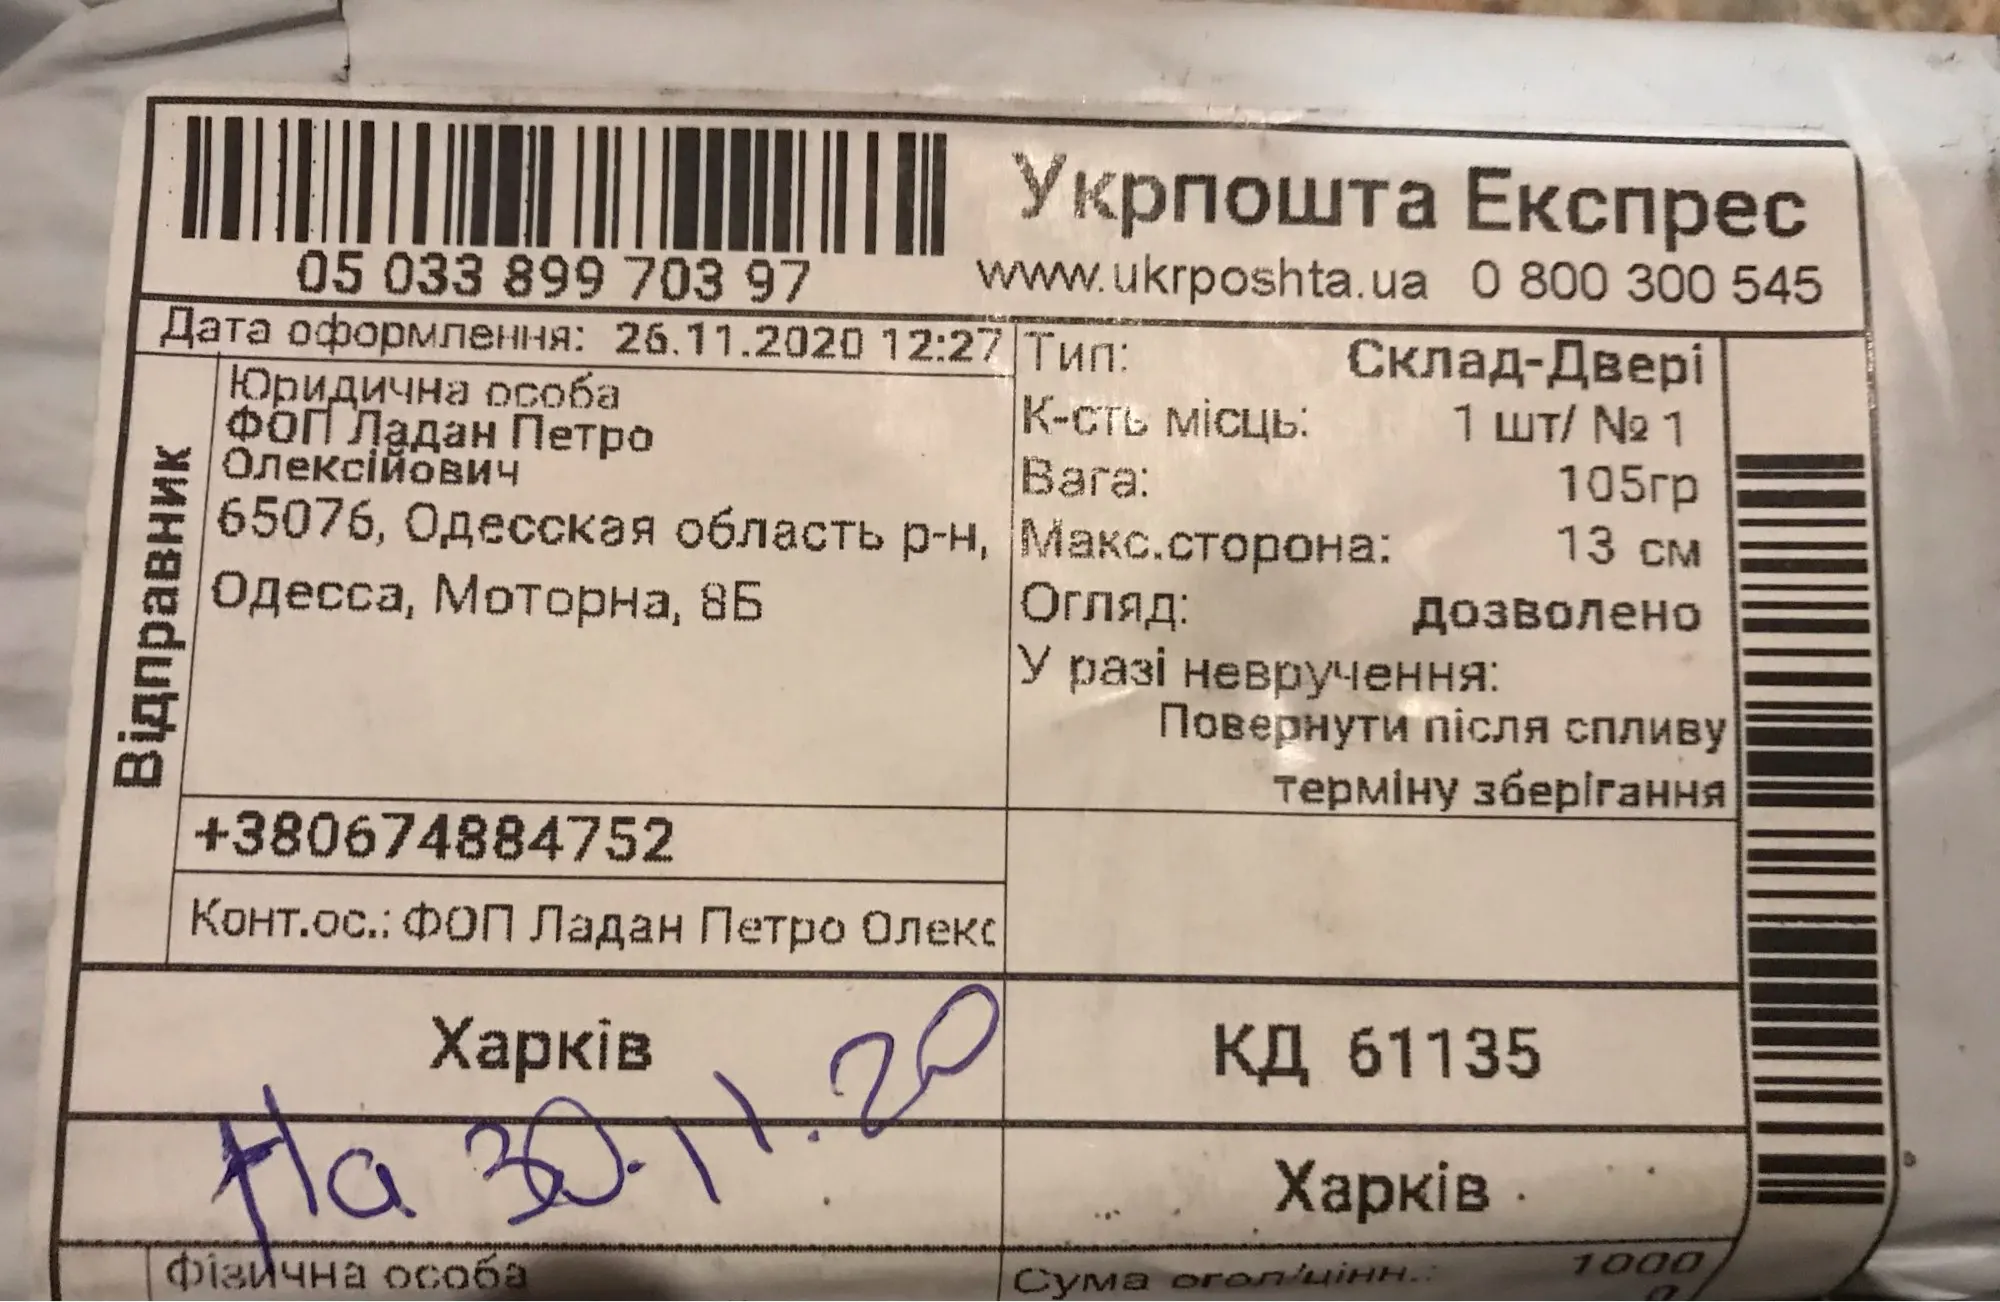 Укрпошта Експрес
05 033 899 703 97
www.ukrposhta.ua 0 800 300 545
Дата оформлення: 26.11.2020 12:27
Відправник
Юридична особа
ФОП Ладан Петро
Олексійович
65076, Одесская область р-н,
Одесса, Моторна, 8Б
+380674884752
Конт.ос.: ФОП Ладан Петро Олекс
Тип: Склад-Двері
К-сть місць: 1 шт/ № 1
Вага: 105гр
Макс.сторона: 13 см
Огляд: дозволено
У разі невручення:
Повернути після спливу
терміну зберігання
Харків
КД 61135
На 30.11.20
Харків
Фізична особа
Сума огол/цінн.: 1000